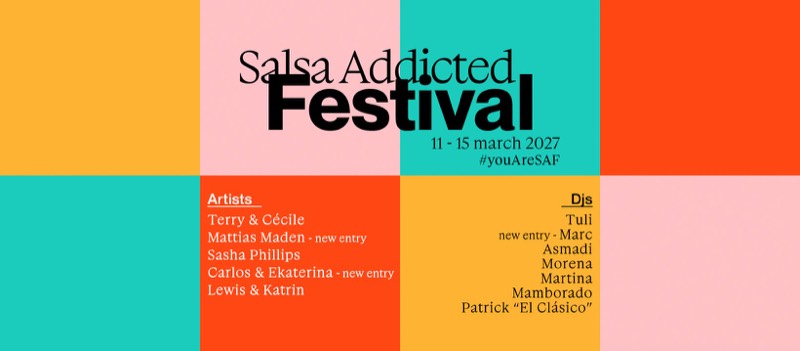 Salsa Addicted
Festival
11 - 15 march 2027
#youAreSAF
Artists
Terry & Cécile
Mattias Maden - new entry
Sasha Phillips
Carlos & Ekaterina - new entry
Lewis & Katrin
Djs
Tuli
new entry - Marc
Asmadi
Morena
Martina
Mamborado
Patrick “El Clásico”